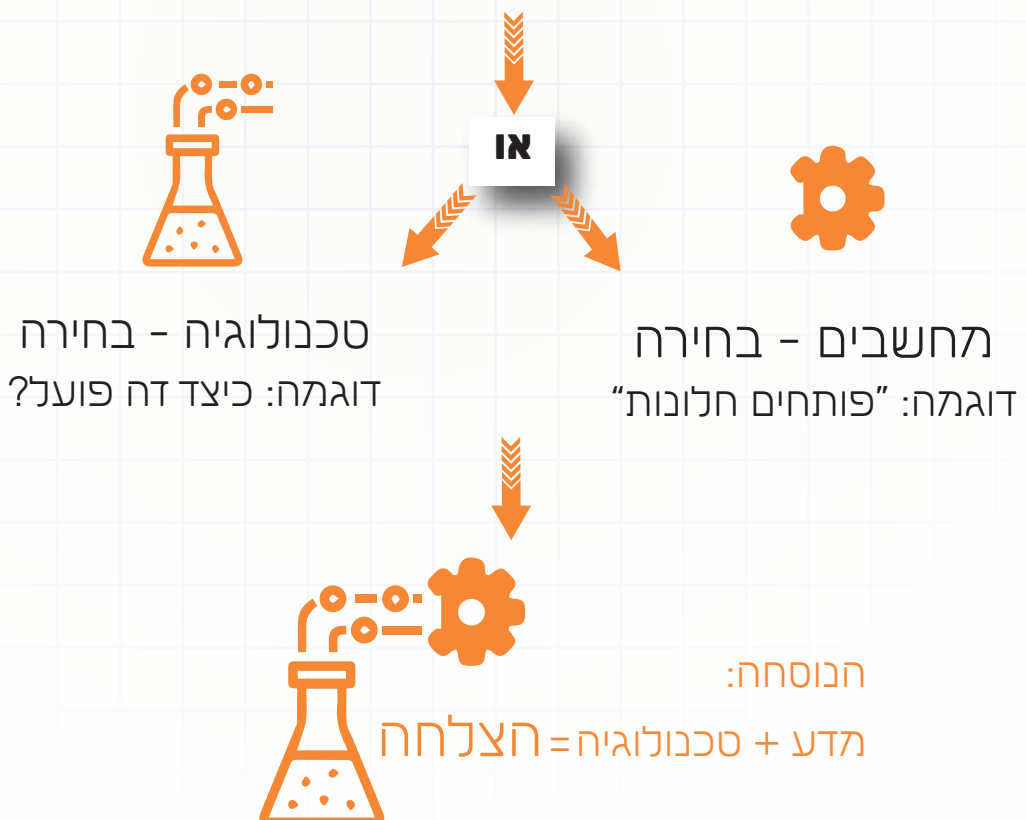 או
מחשבים - בחירה
דוגמה: "פותחים חלונות"
טכנולוגיה - בחירה
דוגמה: כיצד זה פועל?
הנוסחה:
מדע + טכנולוגיה = הצלחה